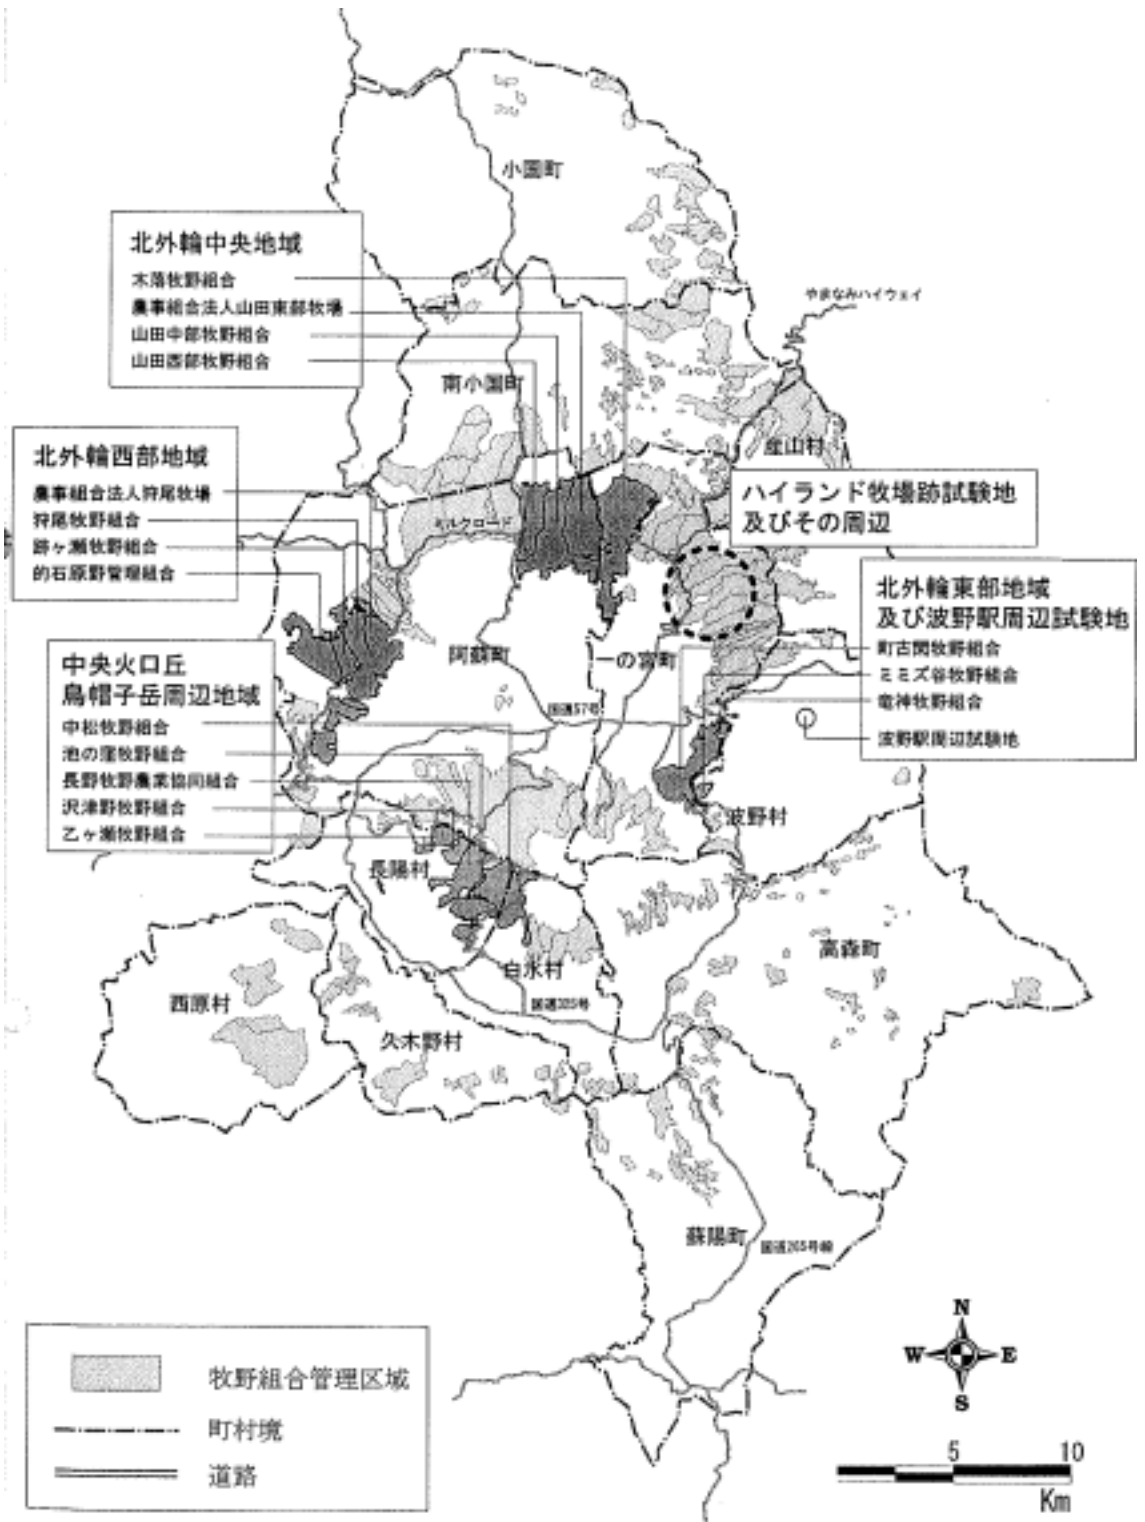 小国町
北外輪中央地域
木落牧野組合
農事組合法人山田東部牧場
山田中部牧野組合
山田西部牧野組合
やまなみハイウェイ
南小国町
産山村
北外輪西部地域
農事組合法人狩尾牧場
狩尾牧野組合
跡ヶ瀬牧野組合
的石原野管理組合
ミルクロード
ハイランド牧場跡試験地
及びその周辺
北外輪東部地域
及び波野駅周辺試験地
町古閑牧野組合
ミミズ谷牧野組合
竜神牧野組合
波野駅周辺試験地
阿蘇町
一の宮町
国道57号
中央火口丘
烏帽子岳周辺地域
中松牧野組合
池の窪牧野組合
長野牧野農業協同組合
沢津野牧野組合
乙ヶ瀬牧野組合
波野村
長陽村
高森町
白水村
西原村
国道325号
久木野村
蘇陽町
国道265号線
牧野組合管理区域
町村境
道路
N
W
E
S
5
10
Km